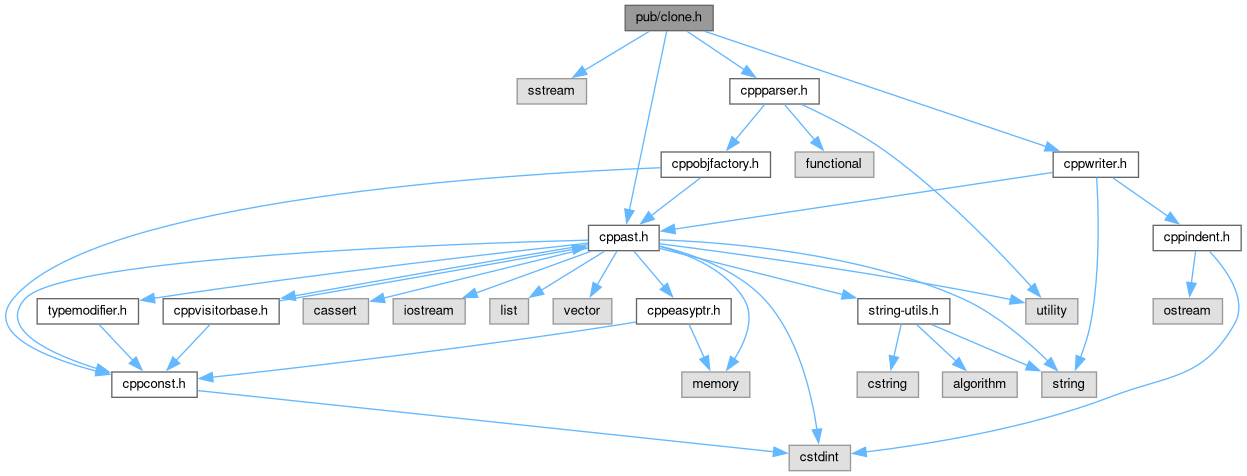 pub/clone.h
sstream
cppparser.h
cppobjfactory.h
functional
cppwriter.h
cppast.h
cppindent.h
typemodifier.h
cppvisitorbase.h
cassert
iostream
list
vector
cppeasyptr.h
string-utils.h
utility
ostream
cppconst.h
memory
cstring
algorithm
string
cstdint